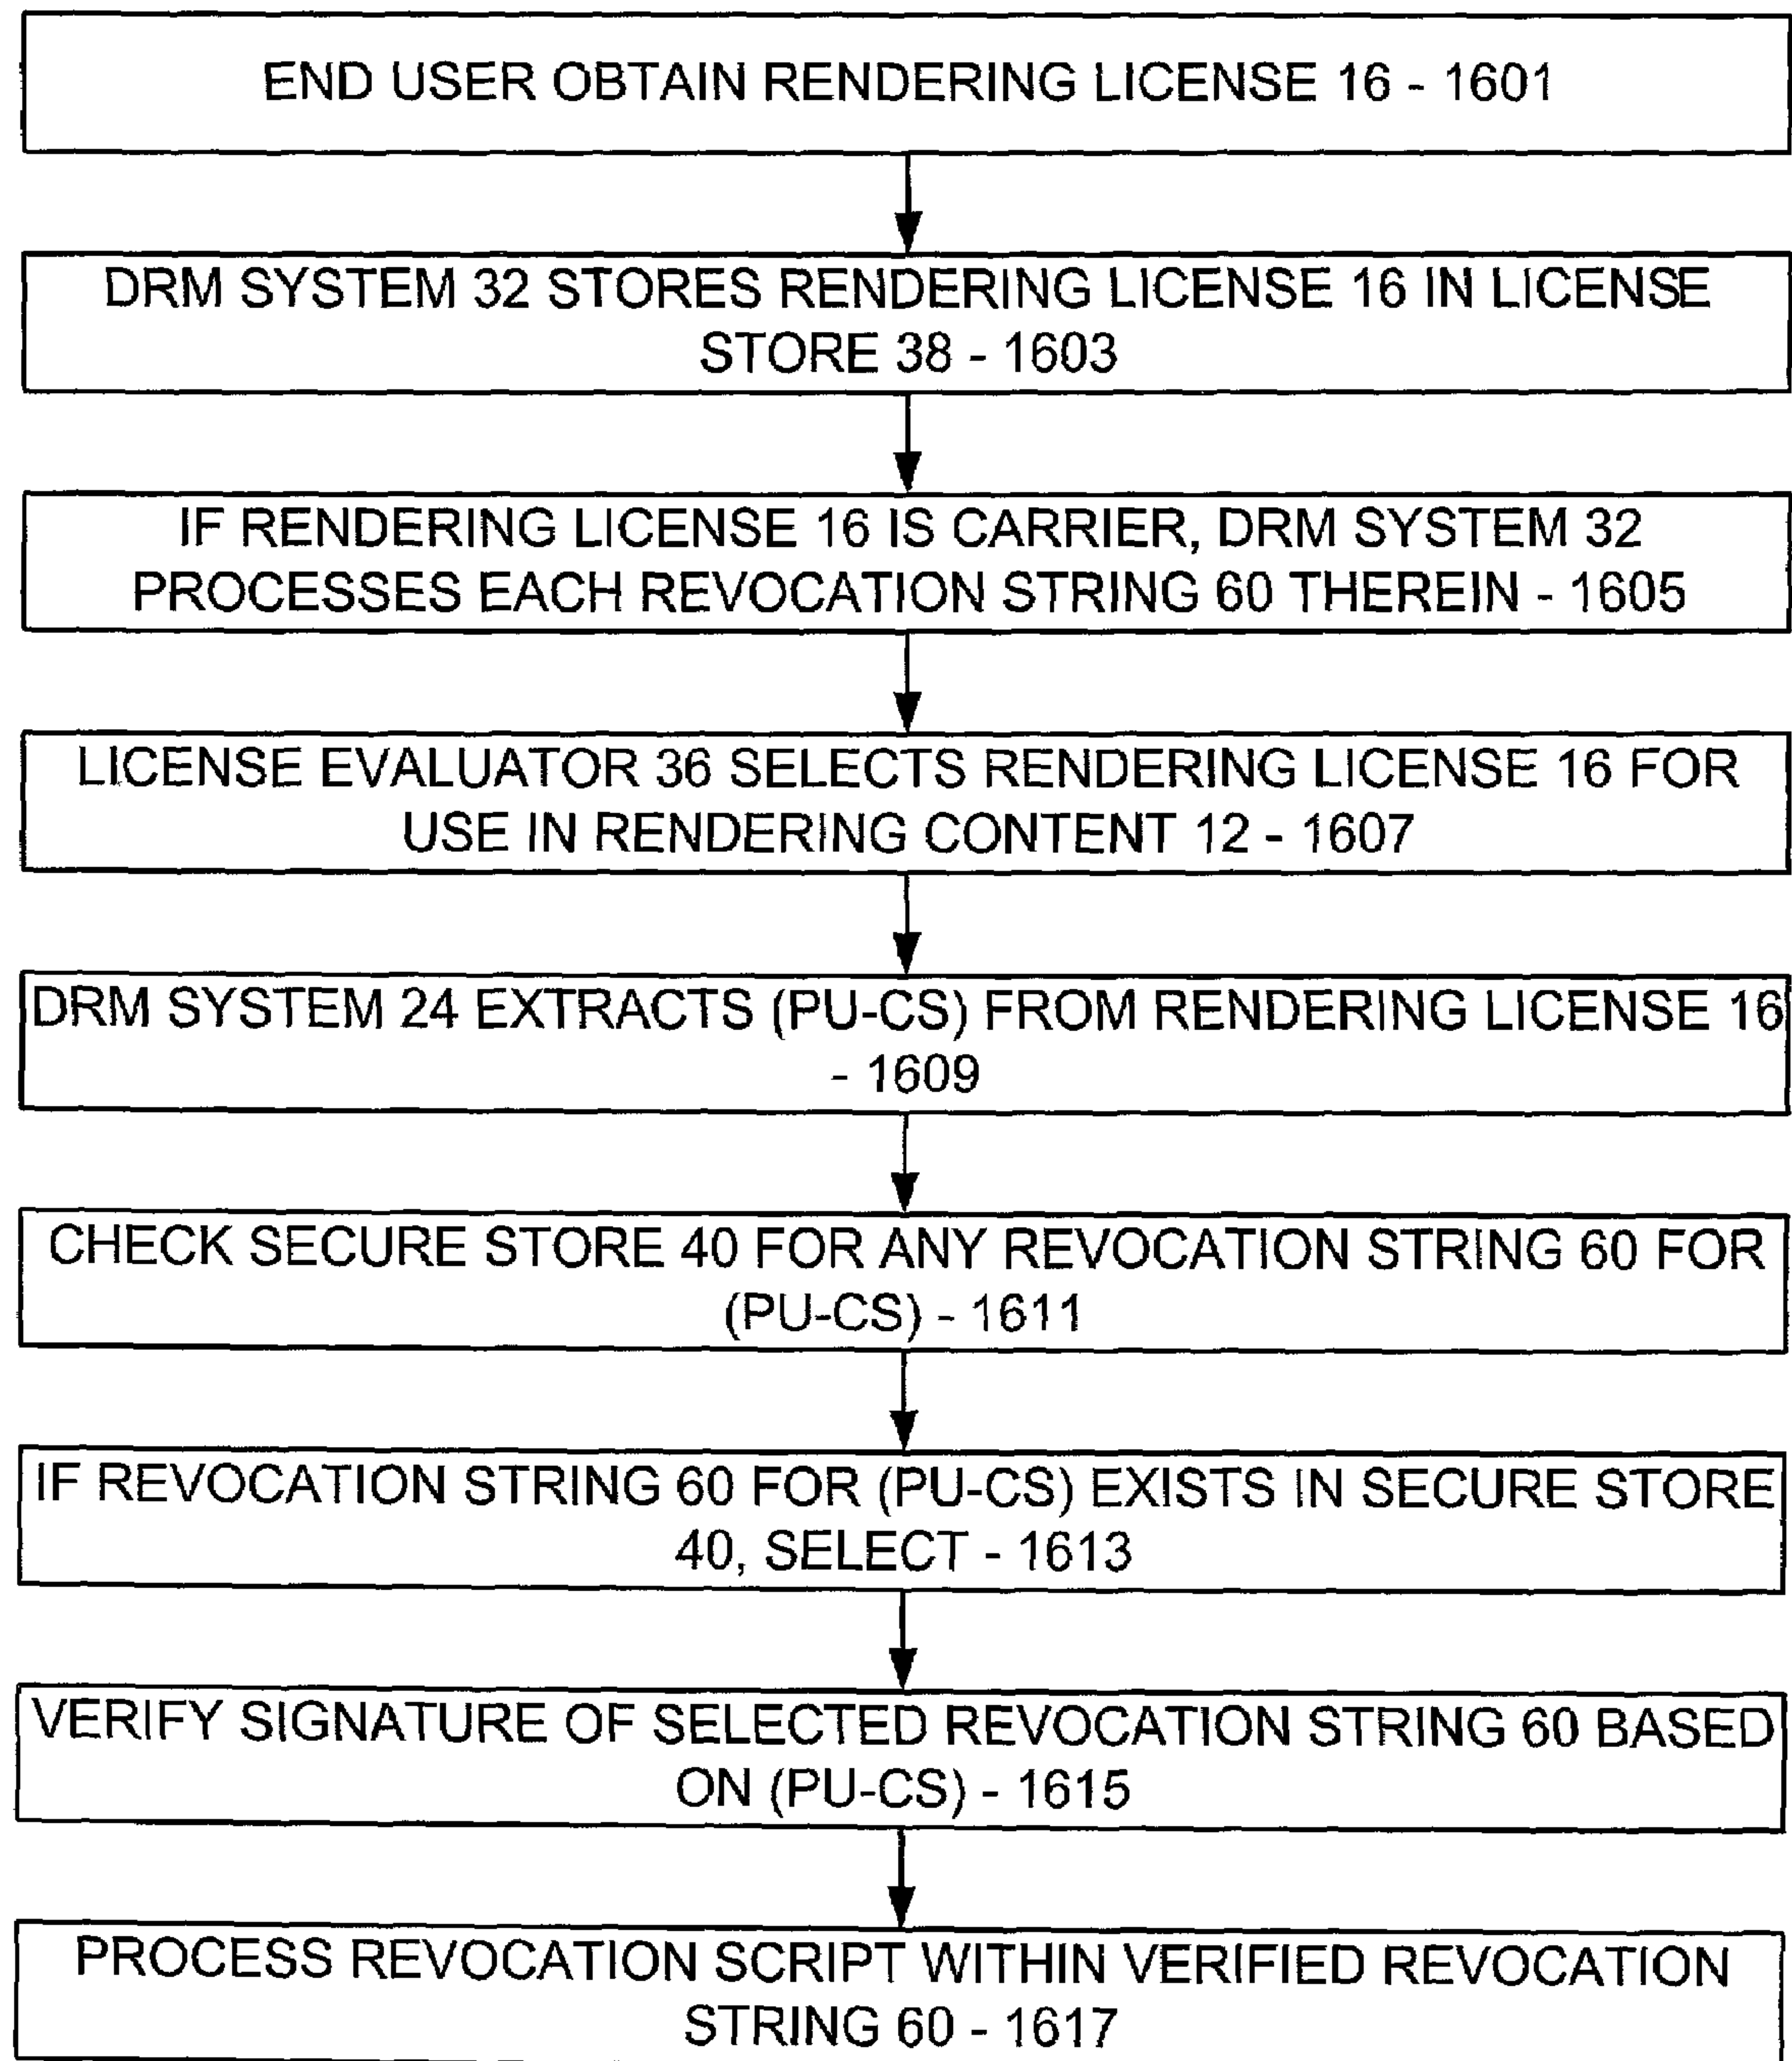 END USER OBTAIN RENDERING LICENSE 16 - 1601
DRM SYSTEM 32 STORES RENDERING LICENSE 16 IN LICENSE
STORE 38 - 1603
IF RENDERING LICENSE 16 IS CARRIER, DRM SYSTEM 32
PROCESSES EACH REVOCATION STRING 60 THEREIN - 1605
LICENSE EVALUATOR 36 SELECTS RENDERING LICENSE 16 FOR
USE IN RENDERING CONTENT 12 - 1607
DRM SYSTEM 24 EXTRACTS (PU-CS) FROM RENDERING LICENSE 16
- 1609
CHECK SECURE STORE 40 FOR ANY REVOCATION STRING 60 FOR
(PU-CS) - 1611
IF REVOCATION STRING 60 FOR (PU-CS) EXISTS IN SECURE STORE
40, SELECT - 1613
VERIFY SIGNATURE OF SELECTED REVOCATION STRING 60 BASED
ON (PU-CS) - 1615
PROCESS REVOCATION SCRIPT WITHIN VERIFIED REVOCATION
STRING 60 - 1617